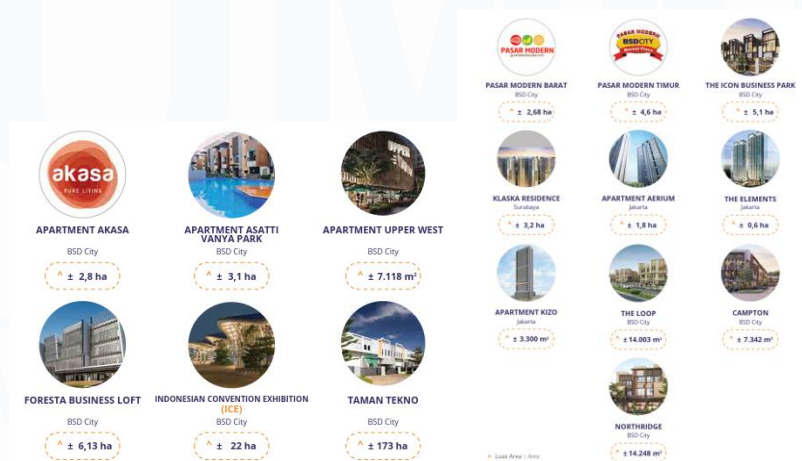 akasa
PURE LIVING
APARTMENT AKASA
BSD City
^ ± 2,8 ha
APARTMENT ASATTI
VANYA PARK
BSD City
^ ± 3,1 ha
UPPER
APARTMENT UPPER WEST
BSD City
^ ± 7.118 m²
FORESTA BUSINESS LOFT
BSD City
^ ± 6,13 ha
INDONESIAN CONVENTION EXHIBITION
(ICE)
BSD City
^ ± 22 ha
TAMAN TEKNO
BSD City
^ ± 173 ha
PASAR MODERN
PASAR MODERN BARAT
BSD City
^ ± 2,68 ha
PASAR MODERN
BSDCITY
PASAR MODERN TIMUR
BSD City
^ ± 4,6 ha
THE ICON BUSINESS PARK
BSD City
^ ± 5,1 ha
KLASKA RESIDENCE
Surabaya
^ ± 3,2 ha
APARTMENT AERIUM
Jakarta
^ ± 1,8 ha
THE ELEMENTS
Jakarta
^ ± 0,6 ha
APARTMENT KIZO
Jakarta
^ ± 3.300 m²
THE LOOP
BSD City
^ ± 14.003 m²
CAMPTON
BSD City
^ ± 7.342 m²
NORTHRIDGE
BSD City
^ ± 14.248 m²
^ Luas Area | Area